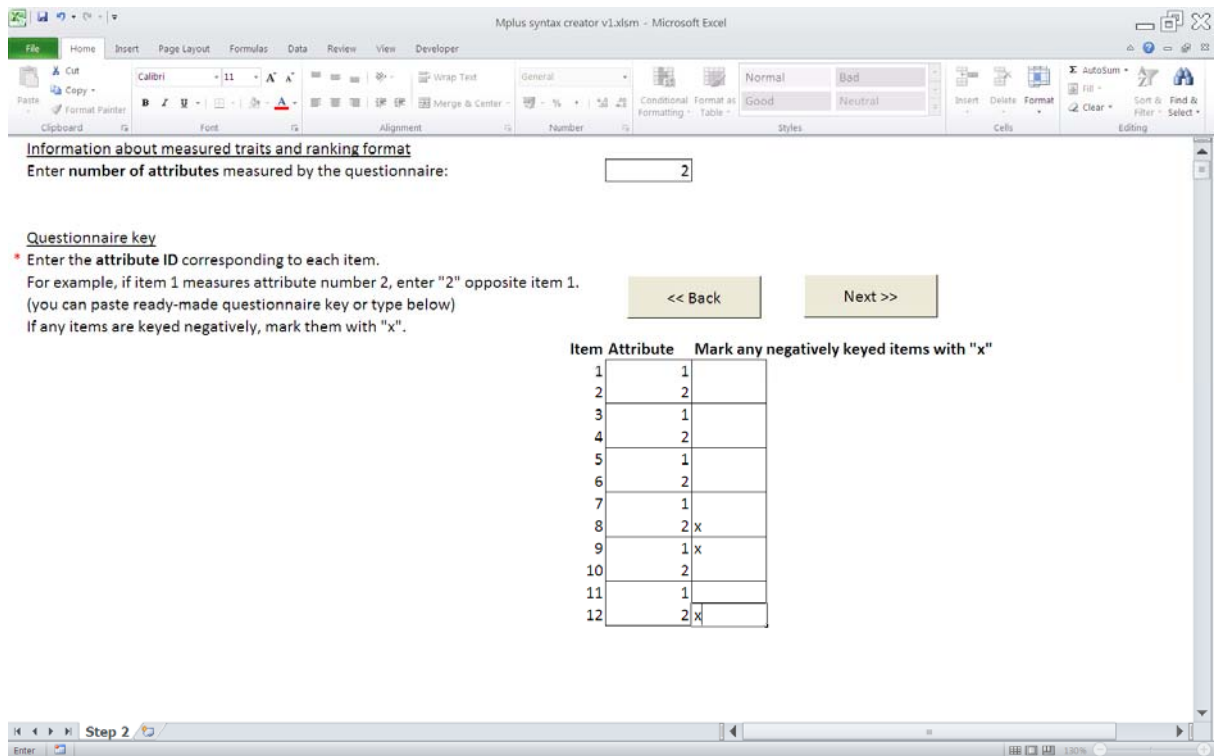 Mplus syntax creator v1.xlsm - Microsoft Excel
File Home Insert Page Layout Formulas Data Review View Developer
Cut
Copy
Format Painter
Paste
Clipboard
Calibri 11
B I U
Font
Wrap Text
Merge & Center
Alignment
General
Number
Conditional Formatting
Format as Table
Normal Bad
Good Neutral
Styles
Insert Delete Format
Cells
Σ AutoSum
Fill
Clear
Sort & Filter
Find & Select
Editing
Information about measured traits and ranking format
Enter number of attributes measured by the questionnaire: 2
Questionnaire key
* Enter the attribute ID corresponding to each item.
For example, if item 1 measures attribute number 2, enter "2" opposite item 1.
(you can paste ready-made questionnaire key or type below)
If any items are keyed negatively, mark them with "x".
<< Back Next >>
Item Attribute Mark any negatively keyed items with "x"
1 1
2 2
3 1
4 2
5 1
6 2
7 1
8 2 x
9 1 x
10 2
11 1
12 2 x
Step 2
Enter 130%